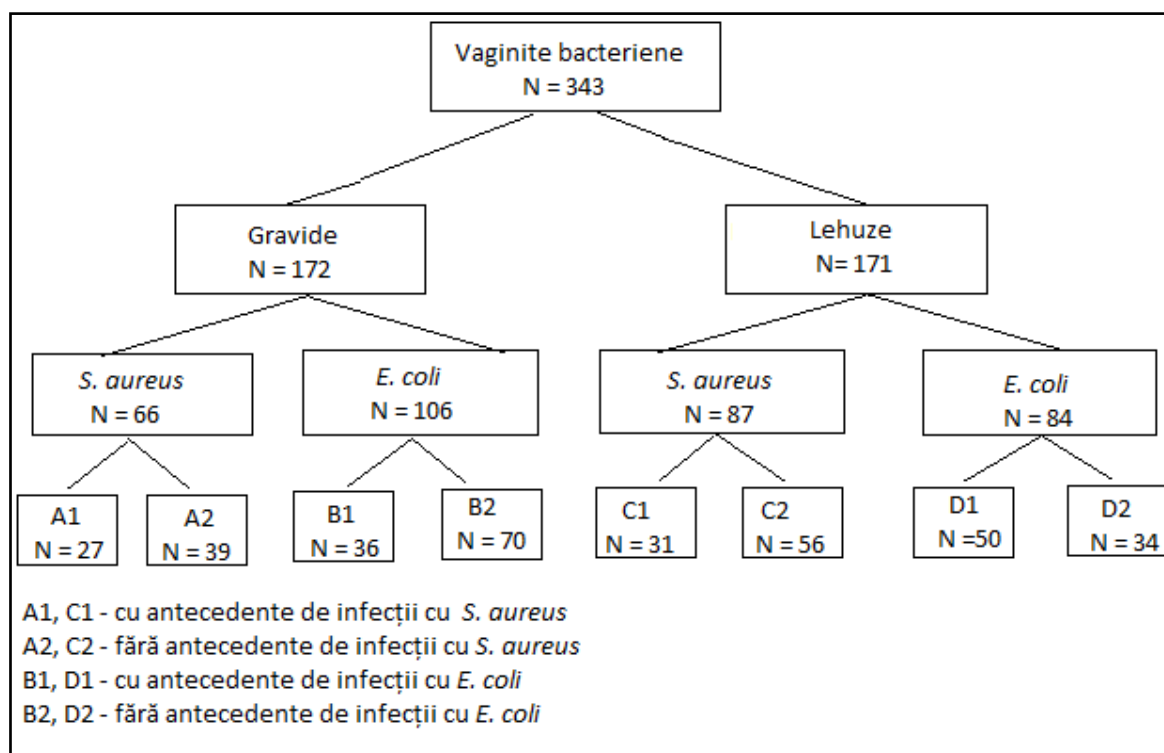 Vaginite bacteriene
N = 343
Gravide
N = 172
Lehuze
N= 171
S. aureus
N = 66
E. coli
N = 106
S. aureus
N = 87
E. coli
N = 84
A1
N = 27
A2
N = 39
B1
N = 36
B2
N = 70
C1
N = 31
C2
N = 56
D1
N =50
D2
N = 34
A1, C1 - cu antecedente de infecții cu S. aureus
A2, C2 - fără antecedente de infecții cu S. aureus
B1, D1 - cu antecedente de infecții cu E. coli
B2, D2 - fără antecedente de infecții cu E. coli